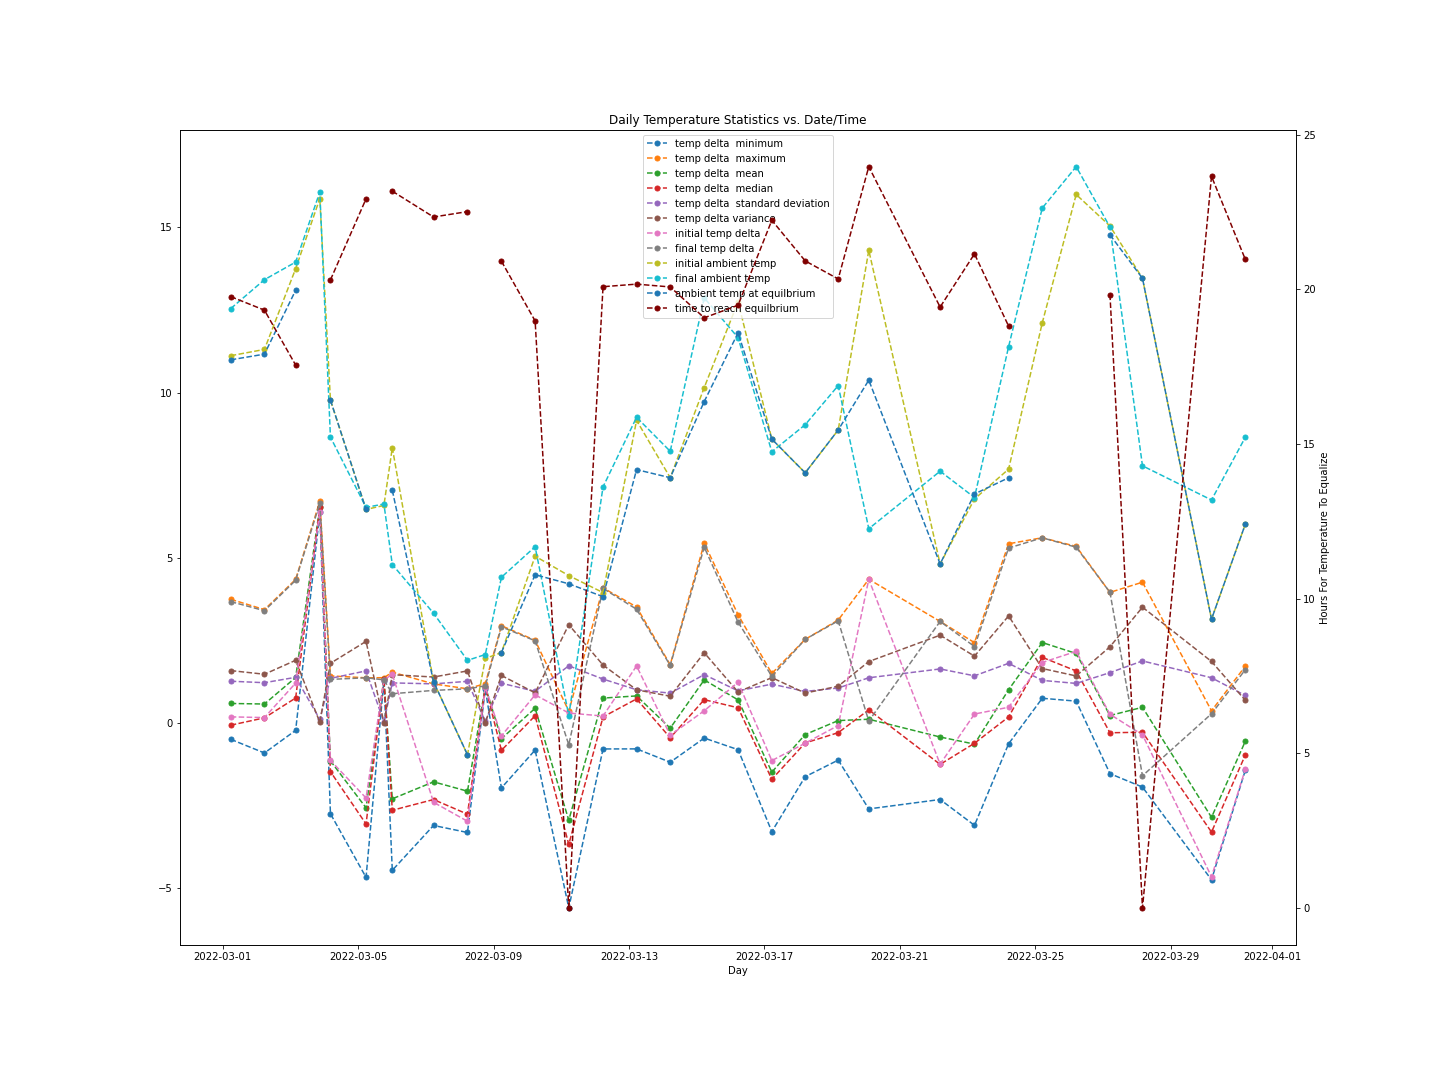 Daily Temperature Statistics vs. Date/Time
temp delta  minimum
temp delta  maximum
temp delta  mean
temp delta  median
temp delta  standard deviation
temp delta variance
initial temp delta
final temp delta
initial ambient temp
final ambient temp
ambient temp at equilbrium
time to reach equilbrium
15
10
5
0
−5
25
20
15
10
5
0
Hours For Temperature To Equalize
2022-03-01
2022-03-05
2022-03-09
2022-03-13
2022-03-17
2022-03-21
2022-03-25
2022-03-29
2022-04-01
Day